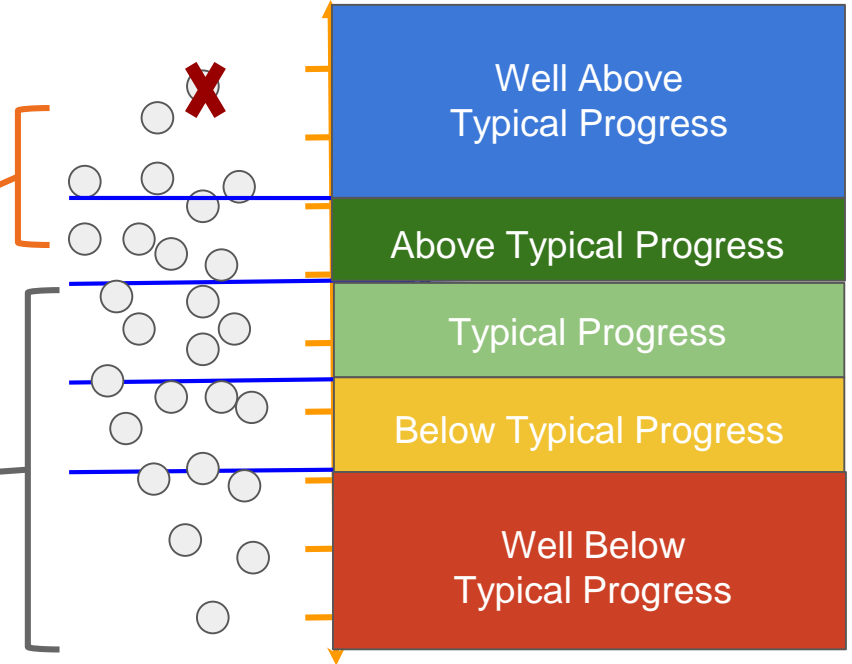 Well Above
Typical Progress
Above Typical Progress
Typical Progress
Below Typical Progress
Well Below
Typical Progress